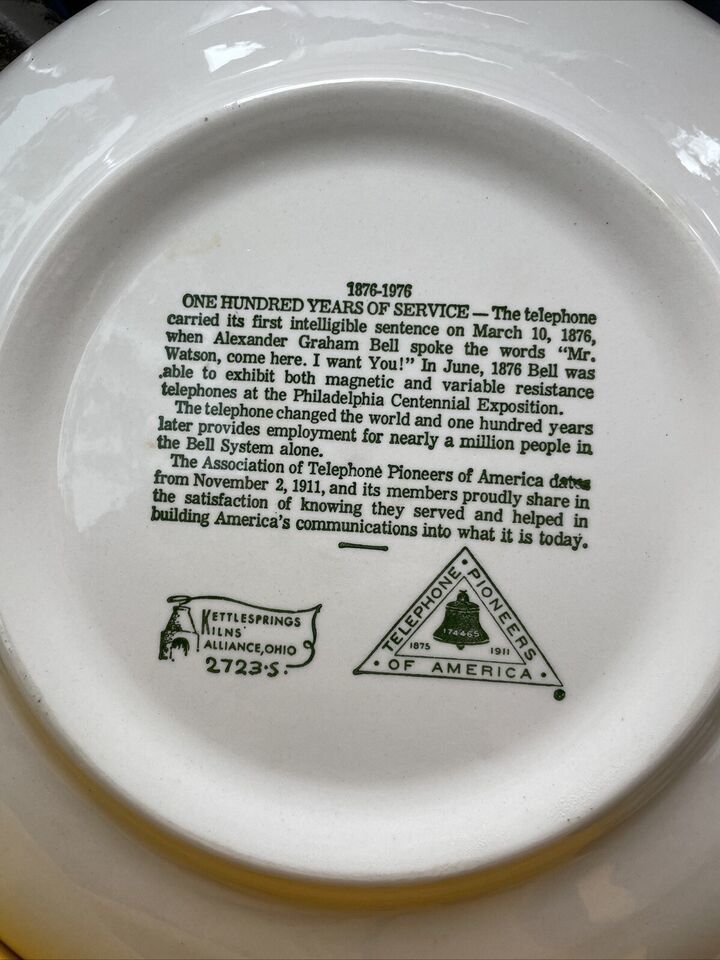 1876-1976
ONE HUNDRED YEARS OF SERVICE — The telephone
carried its first intelligible sentence on March 10, 1876,
when Alexander Graham Bell spoke the words “Mr.
Watson, come here. I want You!” In June, 1876 Bell was
able to exhibit both magnetic and variable resistance
telephones at the Philadelphia Centennial Exposition.
The telephone changed the world and one hundred years
later provides employment for nearly a million people in
the Bell System alone.
The Association of Telephone Pioneers of America dates
from November 2, 1911, and its members proudly share in
the satisfaction of knowing they served and helped in
building America’s communications into what it is today.
KETTLESPRINGS
KILNS
ALLIANCE, OHIO
2723-S.
TELEPHONE • PIONEERS
174465
1875 1911
• OF AMERICA •